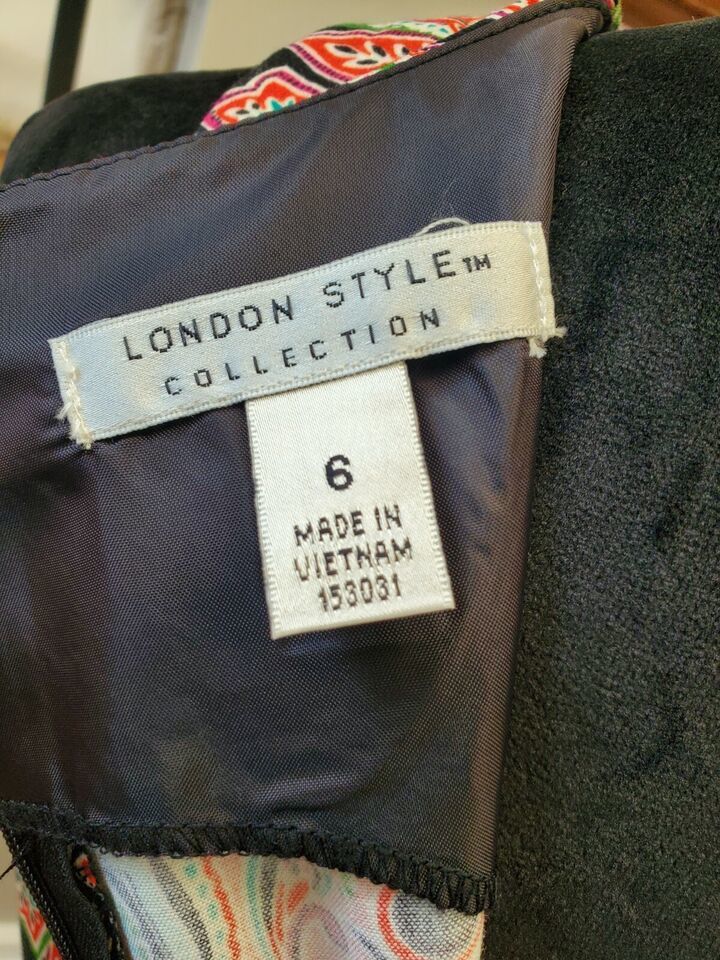 LONDON STYLE™
COLLECTION
6
MADE IN
VIETNAM
153031